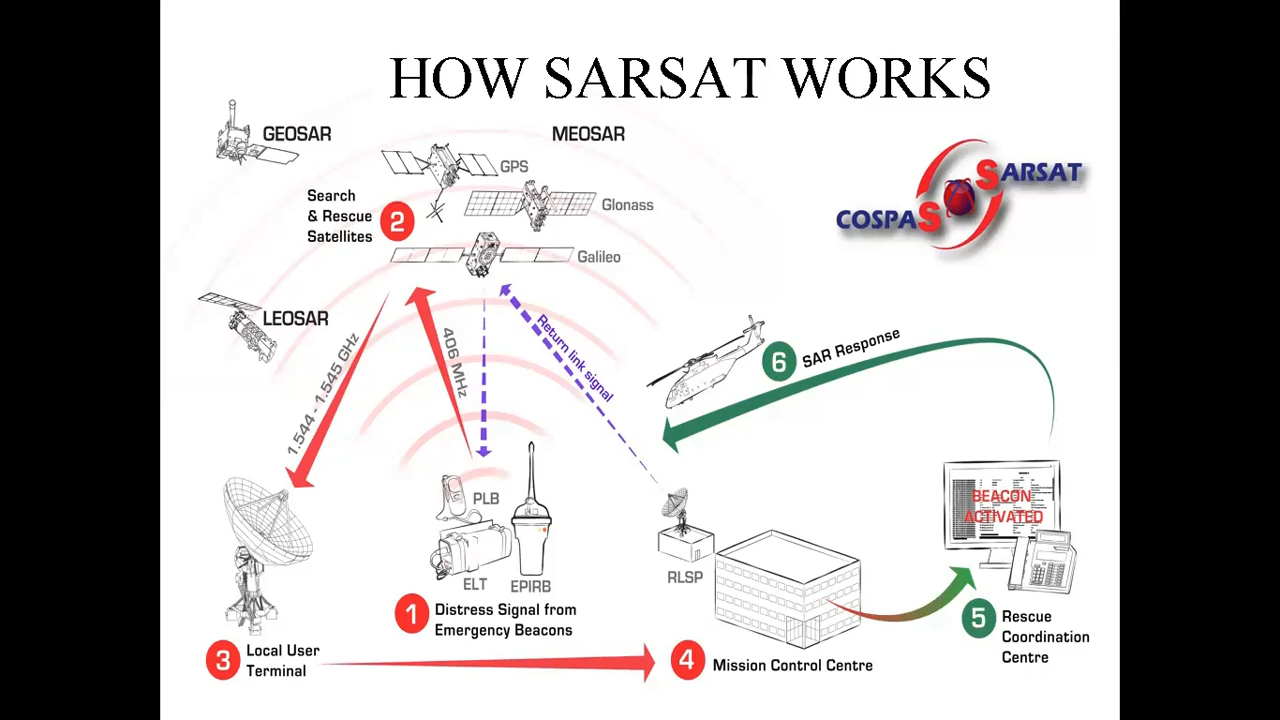 HOW SARSAT WORKS
GEOSAR
MEOSAR
GPS
Search
& Rescue
Satellites
2
Glonass
Galileo
SARSAT
COSPAS
LEOSAR
1.544 - 1.545 GHz
406 MHz
Return link signal
6
SAR Response
BEACON
ACTIVATED
PLB
ELT
EPIRB
RLSP
1
Distress Signal from
Emergency Beacons
3
Local User
Terminal
4
Mission Control Centre
5
Rescue
Coordination
Centre